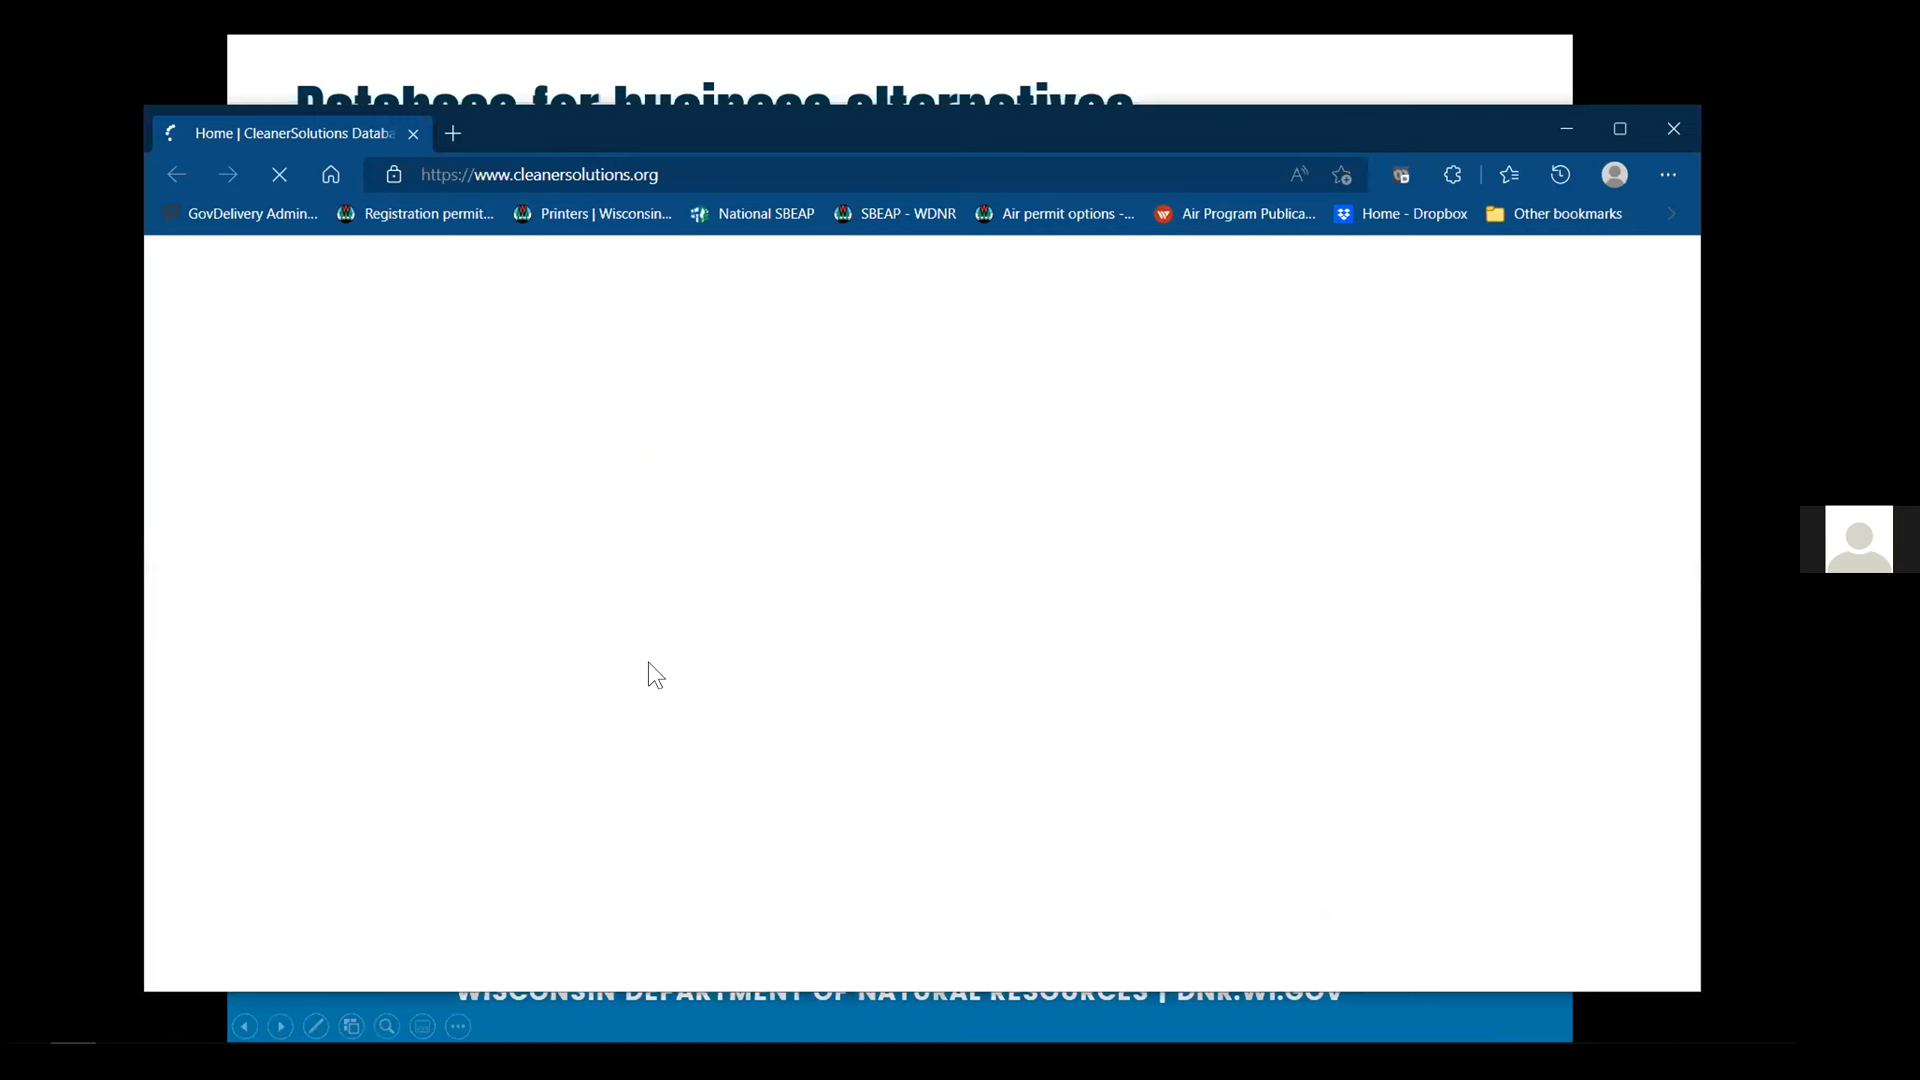 Database for business alternatives
Home | CleanerSolutions Databa
https://www.cleanersolutions.org
GovDelivery Admin... Registration permit... Printers | Wisconsin... National SBEAP SBEAP - WDNR Air permit options -... Air Program Publica... Home - Dropbox Other bookmarks
WISCONSIN DEPARTMENT OF NATURAL RESOURCES | DNR.WI.GOV